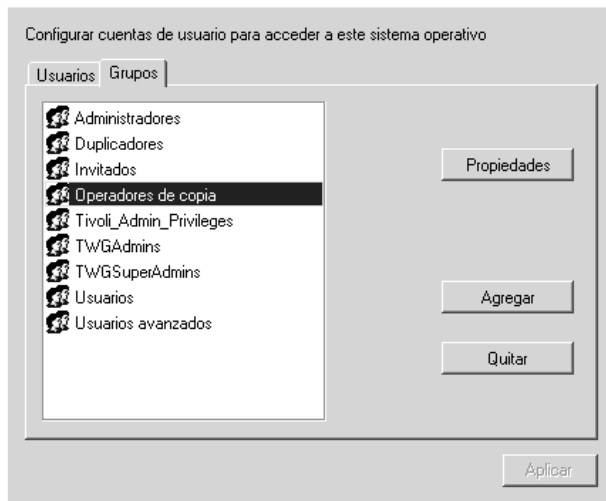 Configurar cuentas de usuario para acceder a este sistema operativo
Usuarios Grupos
Administradores
Duplicadores
Invitados
Operadores de copia
Tivoli_Admin_Privileges
TWGAdmins
TWGSuperAdmins
Usuarios
Usuarios avanzados
Propiedades
Agregar
Quitar
Aplicar